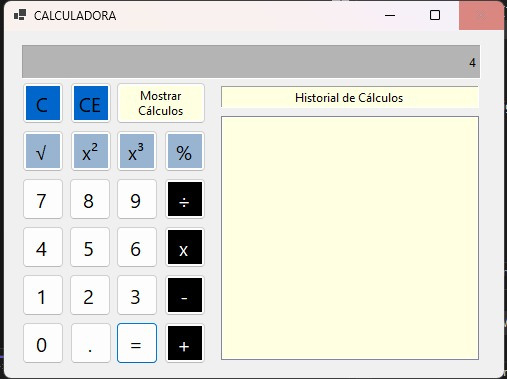 CALCULADORA
4
C CE Mostrar
Cálculos
Historial de Cálculos
√ x² x³ %
7 8 9 ÷
4 5 6 x
1 2 3 -
0 . = +